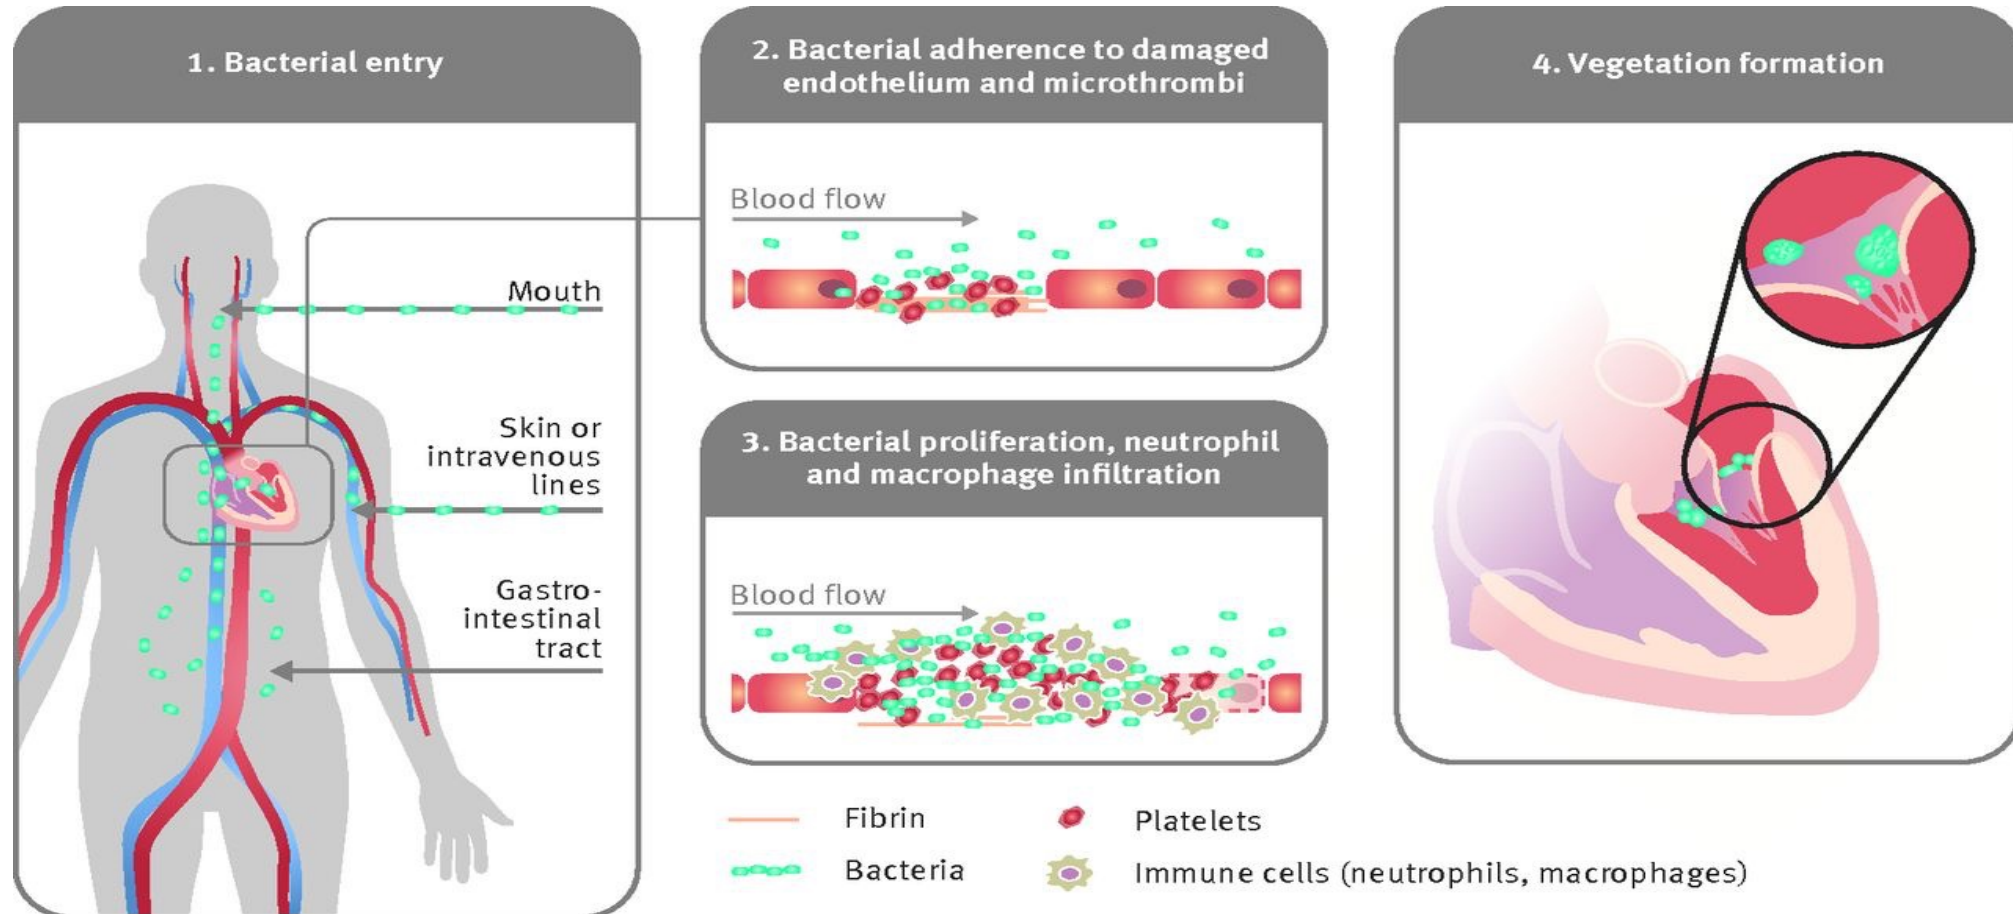 1. Bacterial entry
Mouth
Skin or
intravenous
lines
Gastro-
intestinal
tract
2. Bacterial adherence to damaged
endothelium and microthrombi
Blood flow
3. Bacterial proliferation, neutrophil
and macrophage infiltration
Blood flow
4. Vegetation formation
Fibrin
Platelets
Bacteria
Immune cells (neutrophils, macrophages)